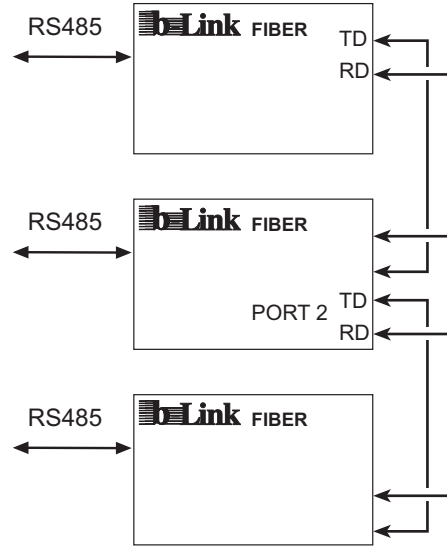 RS485
b-Link FIBER
TD
RD
RS485
b-Link FIBER
PORT 2 TD
RD
RS485
b-Link FIBER